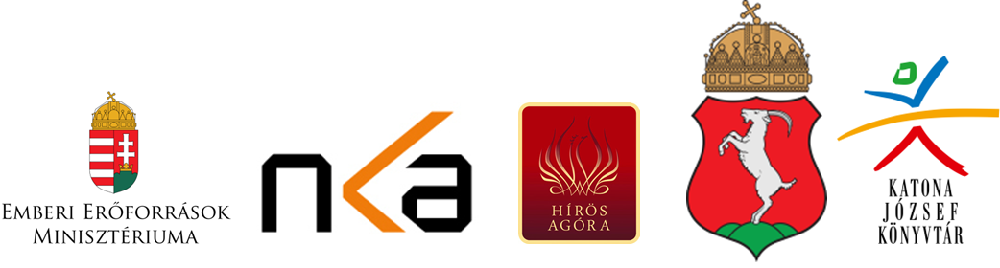 EMBERI ERŐFORRÁSOK
MINISZTÉRIUMA
nka
HÍRÖS
AGÓRA
KATONA
JÓZSEF
KÖNYVTÁR